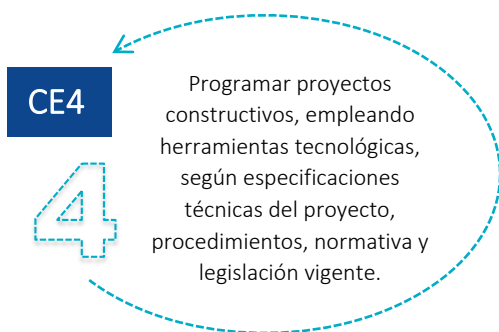 CE4
4
Programar proyectos
constructivos, empleando
herramientas tecnológicas,
según especificaciones
técnicas del proyecto,
procedimientos, normativa y
legislación vigente.